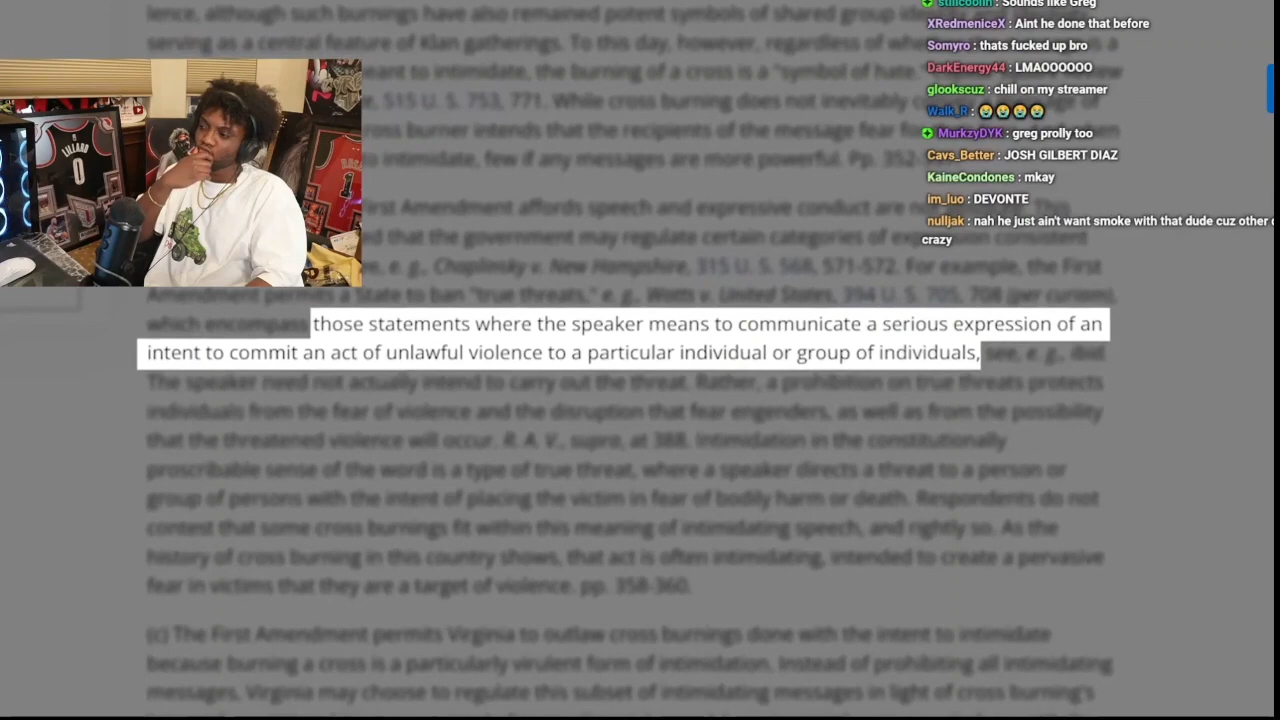 lence, although such burnings have also remained potent symbols of shared group
serving as a central feature of Klan gatherings. To this day, however, regardless of
eant to intimidate, the burning of a cross is a "symbol of hate."
515 U. S. 753, 771. While cross burning does not inevitably
cross burner intends that the recipients of the message fear
to intimidate, few if any messages are more powerful. Pp. 352-
irst Amendment affords speech and expressive conduct are
ed that the government may regulate certain categories of
e, e. g., Chaplinsky v. New Hampshire, 315 U. S. 568, 571-572. For example, the First
Amendment permits a State to ban "true threats," e. g., Watts v. United States, 394 U. S. 705, 708 (per curiam),
which encompass those statements where the speaker means to communicate a serious expression of an
intent to commit an act of unlawful violence to a particular individual or group of individuals, see, e. g., ibid.
The speaker need not actually intend to carry out the threat. Rather, a prohibition on true threats protects
individuals from the fear of violence and the disruption that fear engenders, as well as from the possibility
that the threatened violence will occur. R. A. V., supra, at 388. Intimidation in the constitutionally
proscribable sense of the word is a type of true threat, where a speaker directs a threat to a person or
group of persons with the intent of placing the victim in fear of bodily harm or death. Respondents do not
contest that some cross burnings fit within this meaning of intimidating speech, and rightly so. As the
history of cross burning in this country shows, that act is often intimidating, intended to create a pervasive
fear in victims that they are a target of violence. pp. 358-360.
(c) The First Amendment permits Virginia to outlaw cross burnings done with the intent to intimidate
because burning a cross is a particularly virulent form of intimidation. Instead of prohibiting all intimidating
messages, Virginia may choose to regulate this subset of intimidating messages in light of cross burning's
LILLARD
0
stillcoolin : Sounds like Greg
XRedmeniceX : Aint he done that before
Somyro : thats fucked up bro
DarkEnergy44 : LMAOOOOOO
glookscuz : chill on my streamer
Walk_R : 😭😭😭😭
MurkzyDYK : greg prolly too
Cavs_Better : JOSH GILBERT DIAZ
KaineCondones : mkay
im_luo : DEVONTE
nulljak : nah he just ain't want smoke with that dude cuz other
crazy